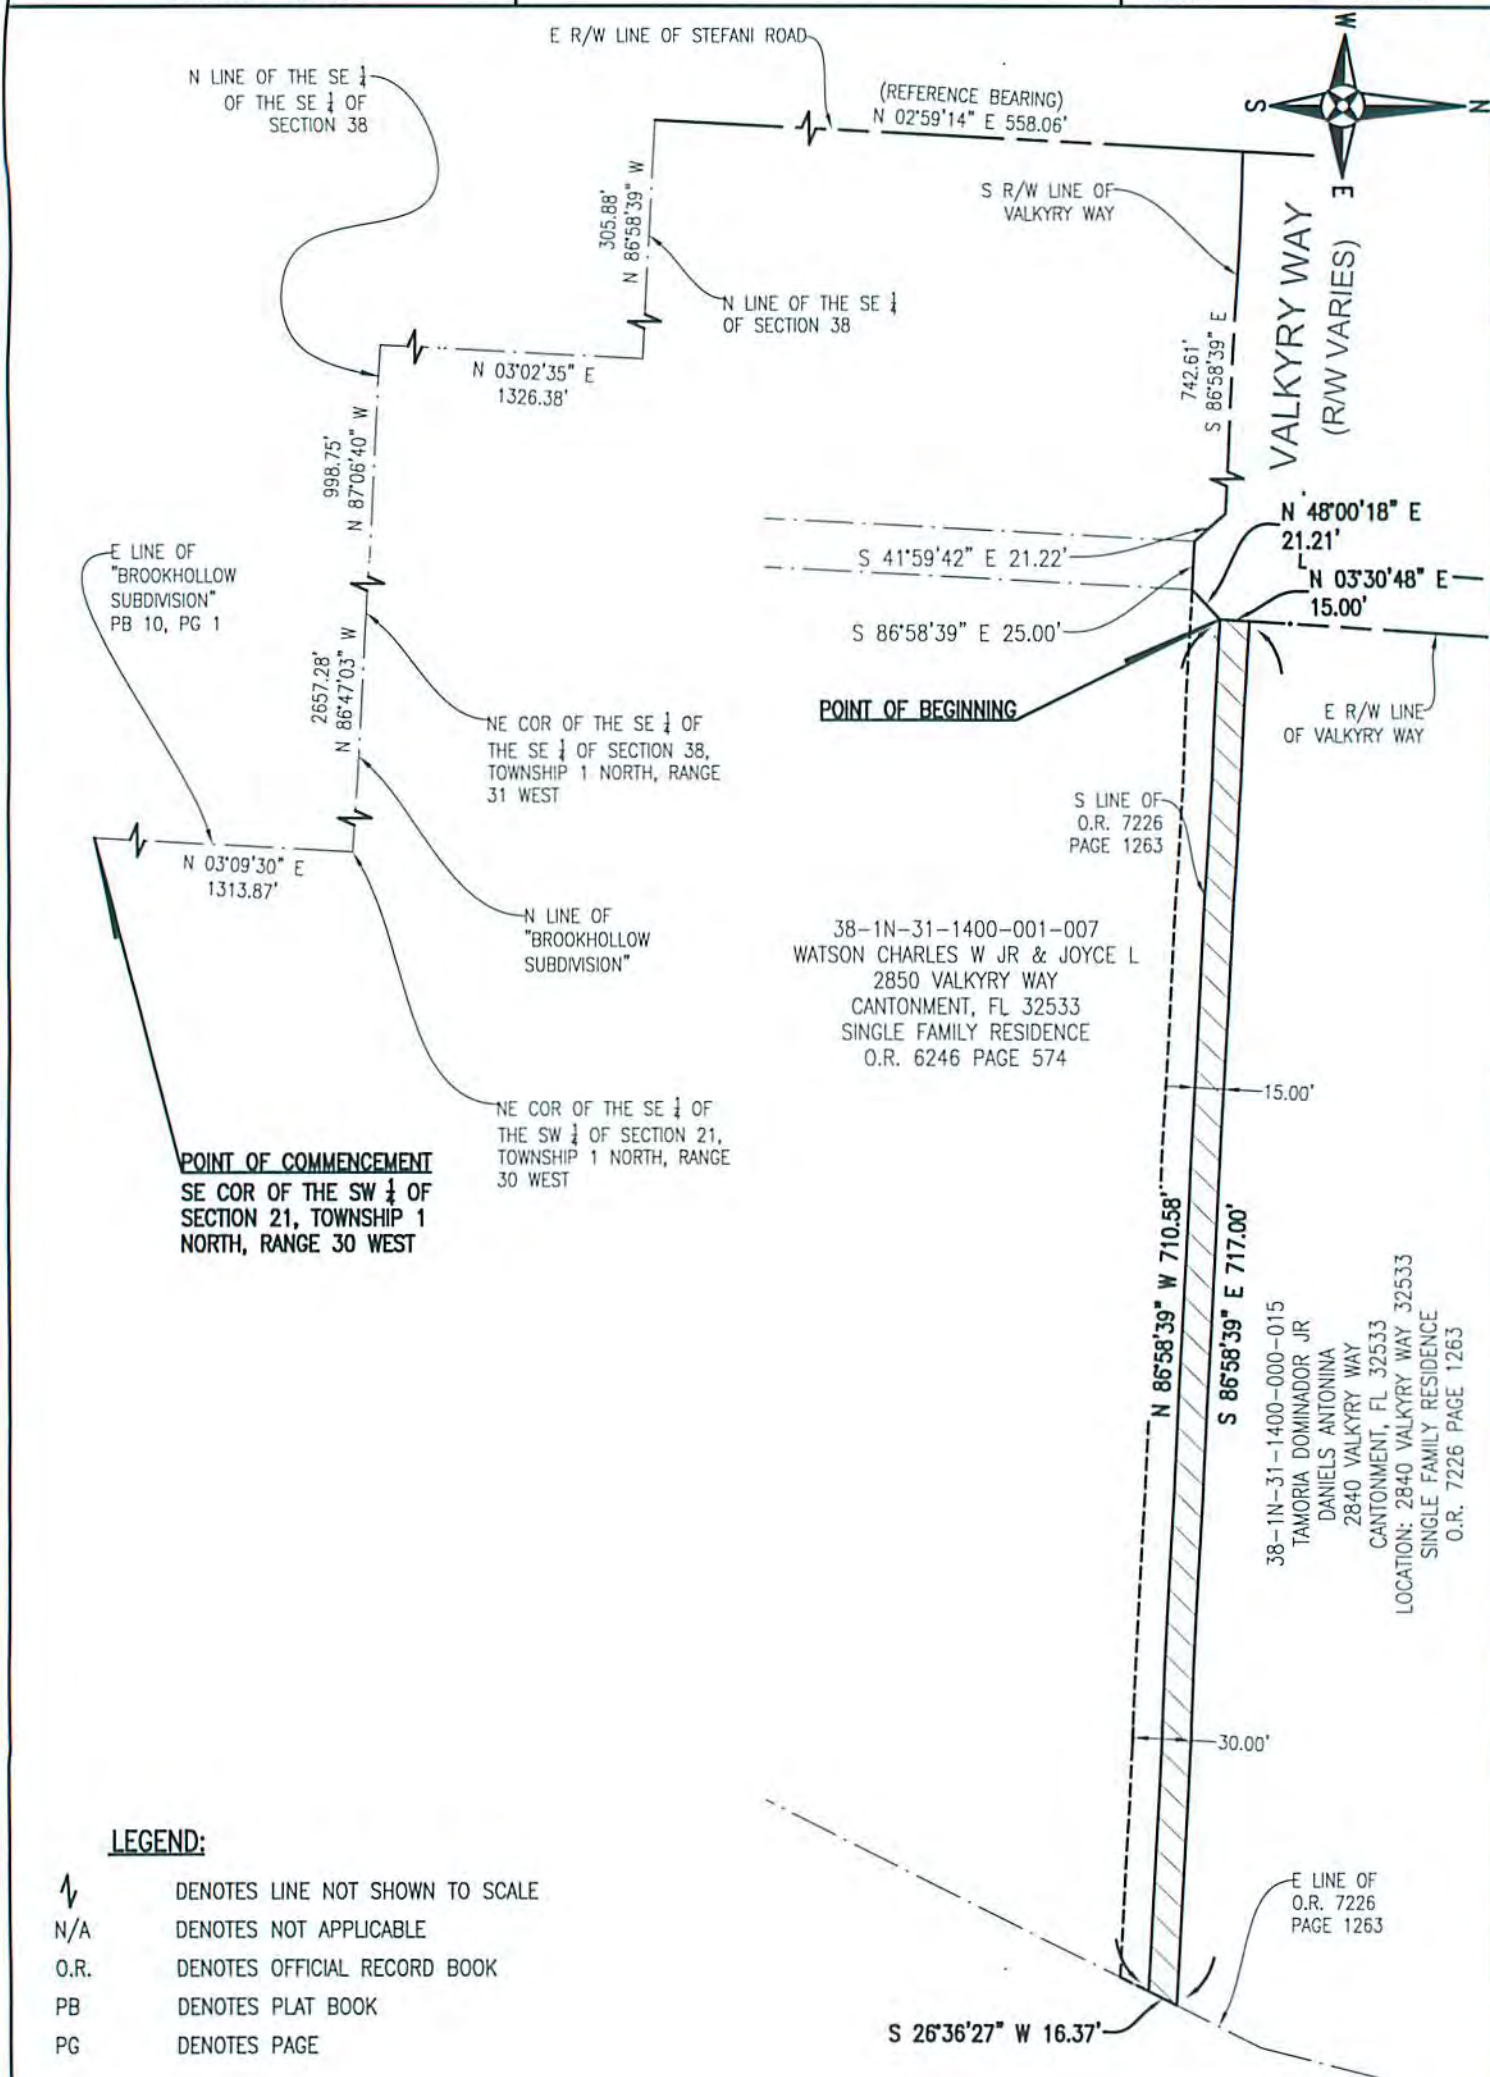 E R/W LINE OF STEFANI ROAD
N LINE OF THE SE 1/4
OF THE SE 1/4 OF
SECTION 38
(REFERENCE BEARING)
N 02°59'14" E 558.06'
W
S
N
E
S R/W LINE OF
VALKYRY WAY
305.88'
N 86°58'39" W
N LINE OF THE SE 1/4
OF SECTION 38
VALKYRY WAY
(R/W VARIES)
742.61'
S 86°58'39" E
N 03°02'35" E
1326.38'
998.75'
N 87°06'40" W
N 48°00'18" E
21.21'
S 41°59'42" E 21.22'
N 03°30'48" E
15.00'
E LINE OF
"BROOKHOLLOW
SUBDIVISION"
PB 10, PG 1
S 86°58'39" E 25.00'
2657.28'
N 86°47'03" W
POINT OF BEGINNING
E R/W LINE
OF VALKYRY WAY
NE COR OF THE SE 1/4 OF
THE SE 1/4 OF SECTION 38,
TOWNSHIP 1 NORTH, RANGE
31 WEST
S LINE OF
O.R. 7226
PAGE 1263
N 03°09'30" E
1313.87'
N LINE OF
"BROOKHOLLOW
SUBDIVISION"
38-1N-31-1400-001-007
WATSON CHARLES W JR & JOYCE L
2850 VALKYRY WAY
CANTONMENT, FL 32533
SINGLE FAMILY RESIDENCE
O.R. 6246 PAGE 574
15.00'
NE COR OF THE SE 1/4 OF
THE SW 1/4 OF SECTION 21,
TOWNSHIP 1 NORTH, RANGE
30 WEST
POINT OF COMMENCEMENT
SE COR OF THE SW 1/4 OF
SECTION 21, TOWNSHIP 1
NORTH, RANGE 30 WEST
N 86°58'39" W 710.58'
S 86°58'39" E 717.00'
38-1N-31-1400-000-015
TAMORIA DOMINADOR JR
DANIELS ANTONINA
2840 VALKYRY WAY
CANTONMENT, FL 32533
LOCATION: 2840 VALKYRY WAY 32533
SINGLE FAMILY RESIDENCE
O.R. 7226 PAGE 1263
30.00'
LEGEND:
DENOTES LINE NOT SHOWN TO SCALE
N/A DENOTES NOT APPLICABLE
O.R. DENOTES OFFICIAL RECORD BOOK
PB DENOTES PLAT BOOK
PG DENOTES PAGE
E LINE OF
O.R. 7226
PAGE 1263
S 26°36'27" W 16.37'